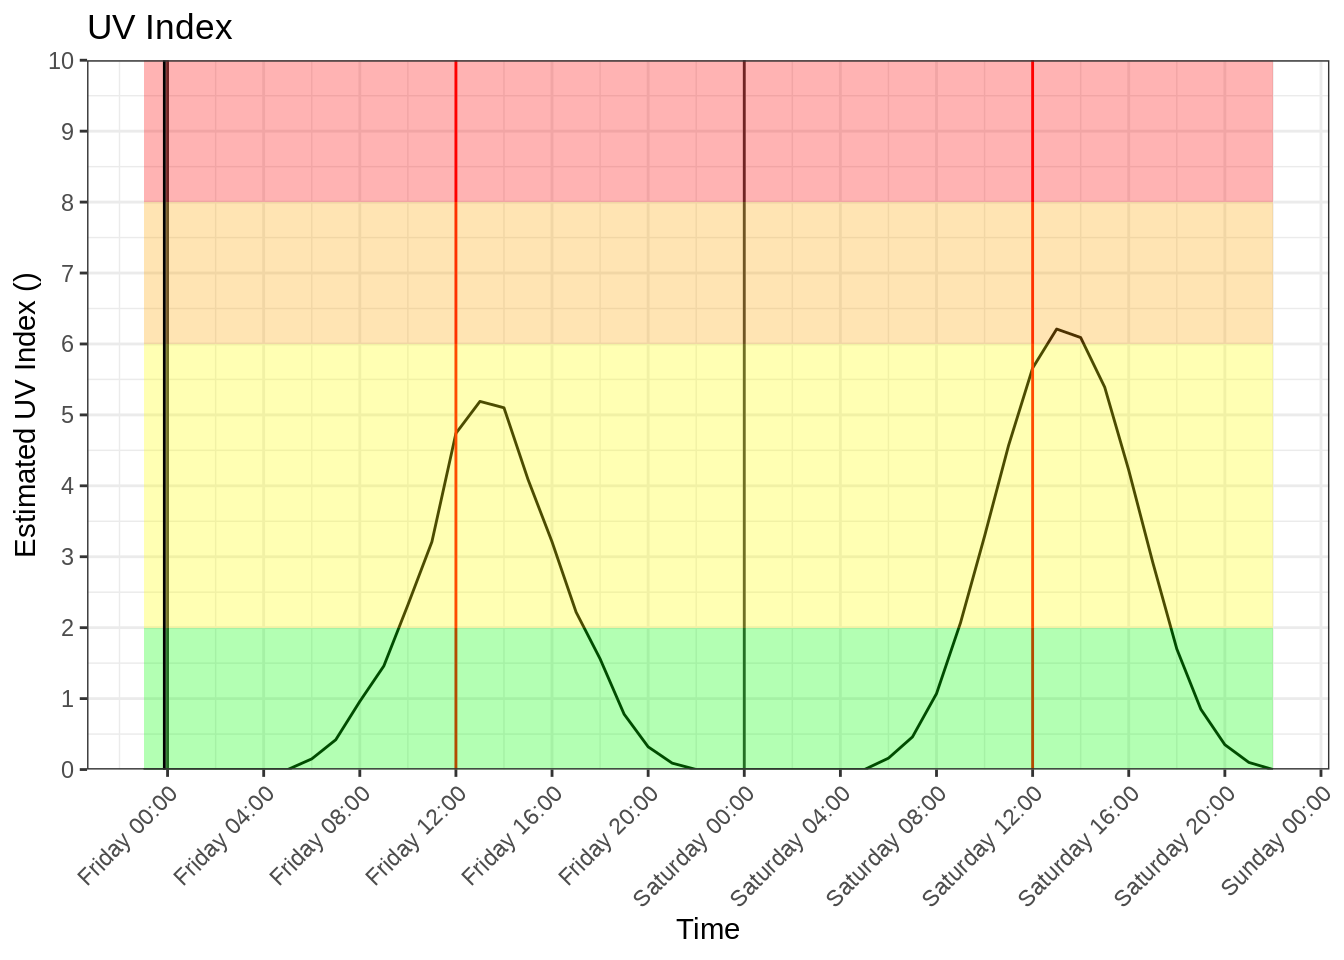 UV Index
Estimated UV Index ()
10
9
8
7
6
5
4
3
2
1
0
Friday 00:00
Friday 04:00
Friday 08:00
Friday 12:00
Friday 16:00
Friday 20:00
Saturday 00:00
Saturday 04:00
Saturday 08:00
Saturday 12:00
Saturday 16:00
Saturday 20:00
Sunday 00:00
Time